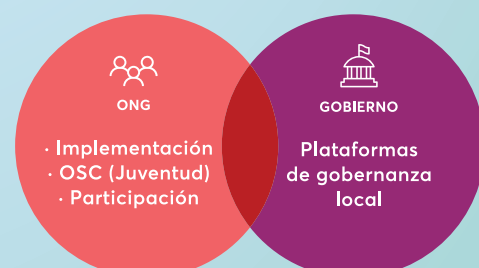 ONG
· Implementación
· OSC (Juventud)
· Participación
GOBIERNO
Plataformas
de gobernanza
local